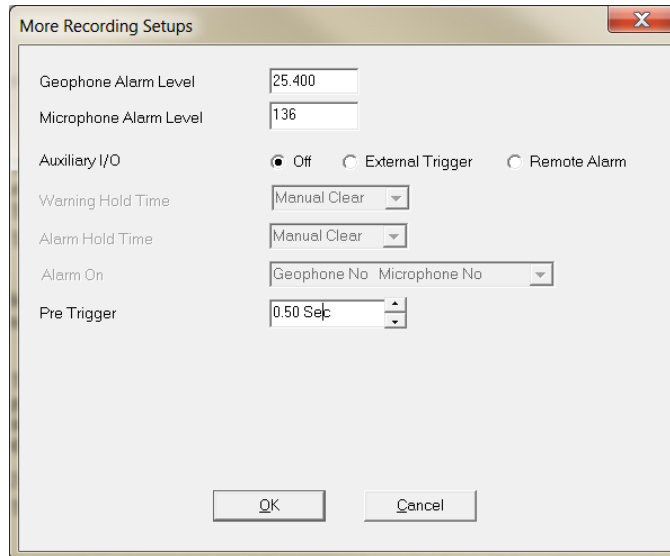 More Recording Setups
Geophone Alarm Level 25.400
Microphone Alarm Level 136
Auxiliary I/O Off External Trigger Remote Alarm
Warning Hold Time Manual Clear
Alarm Hold Time Manual Clear
Alarm On Geophone No Microphone No
Pre Trigger 0.50 Sec
OK Cancel